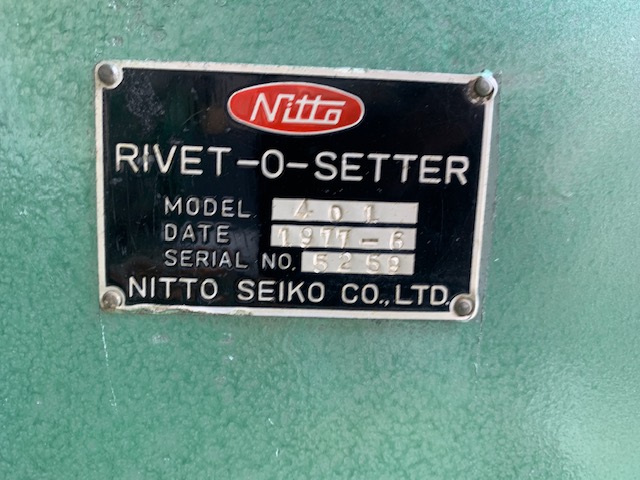 Nitto
RIVET-O-SETTER
MODEL 401
DATE 1977-6
SERIAL NO. 5259
NITTO SEIKO CO.,LTD.